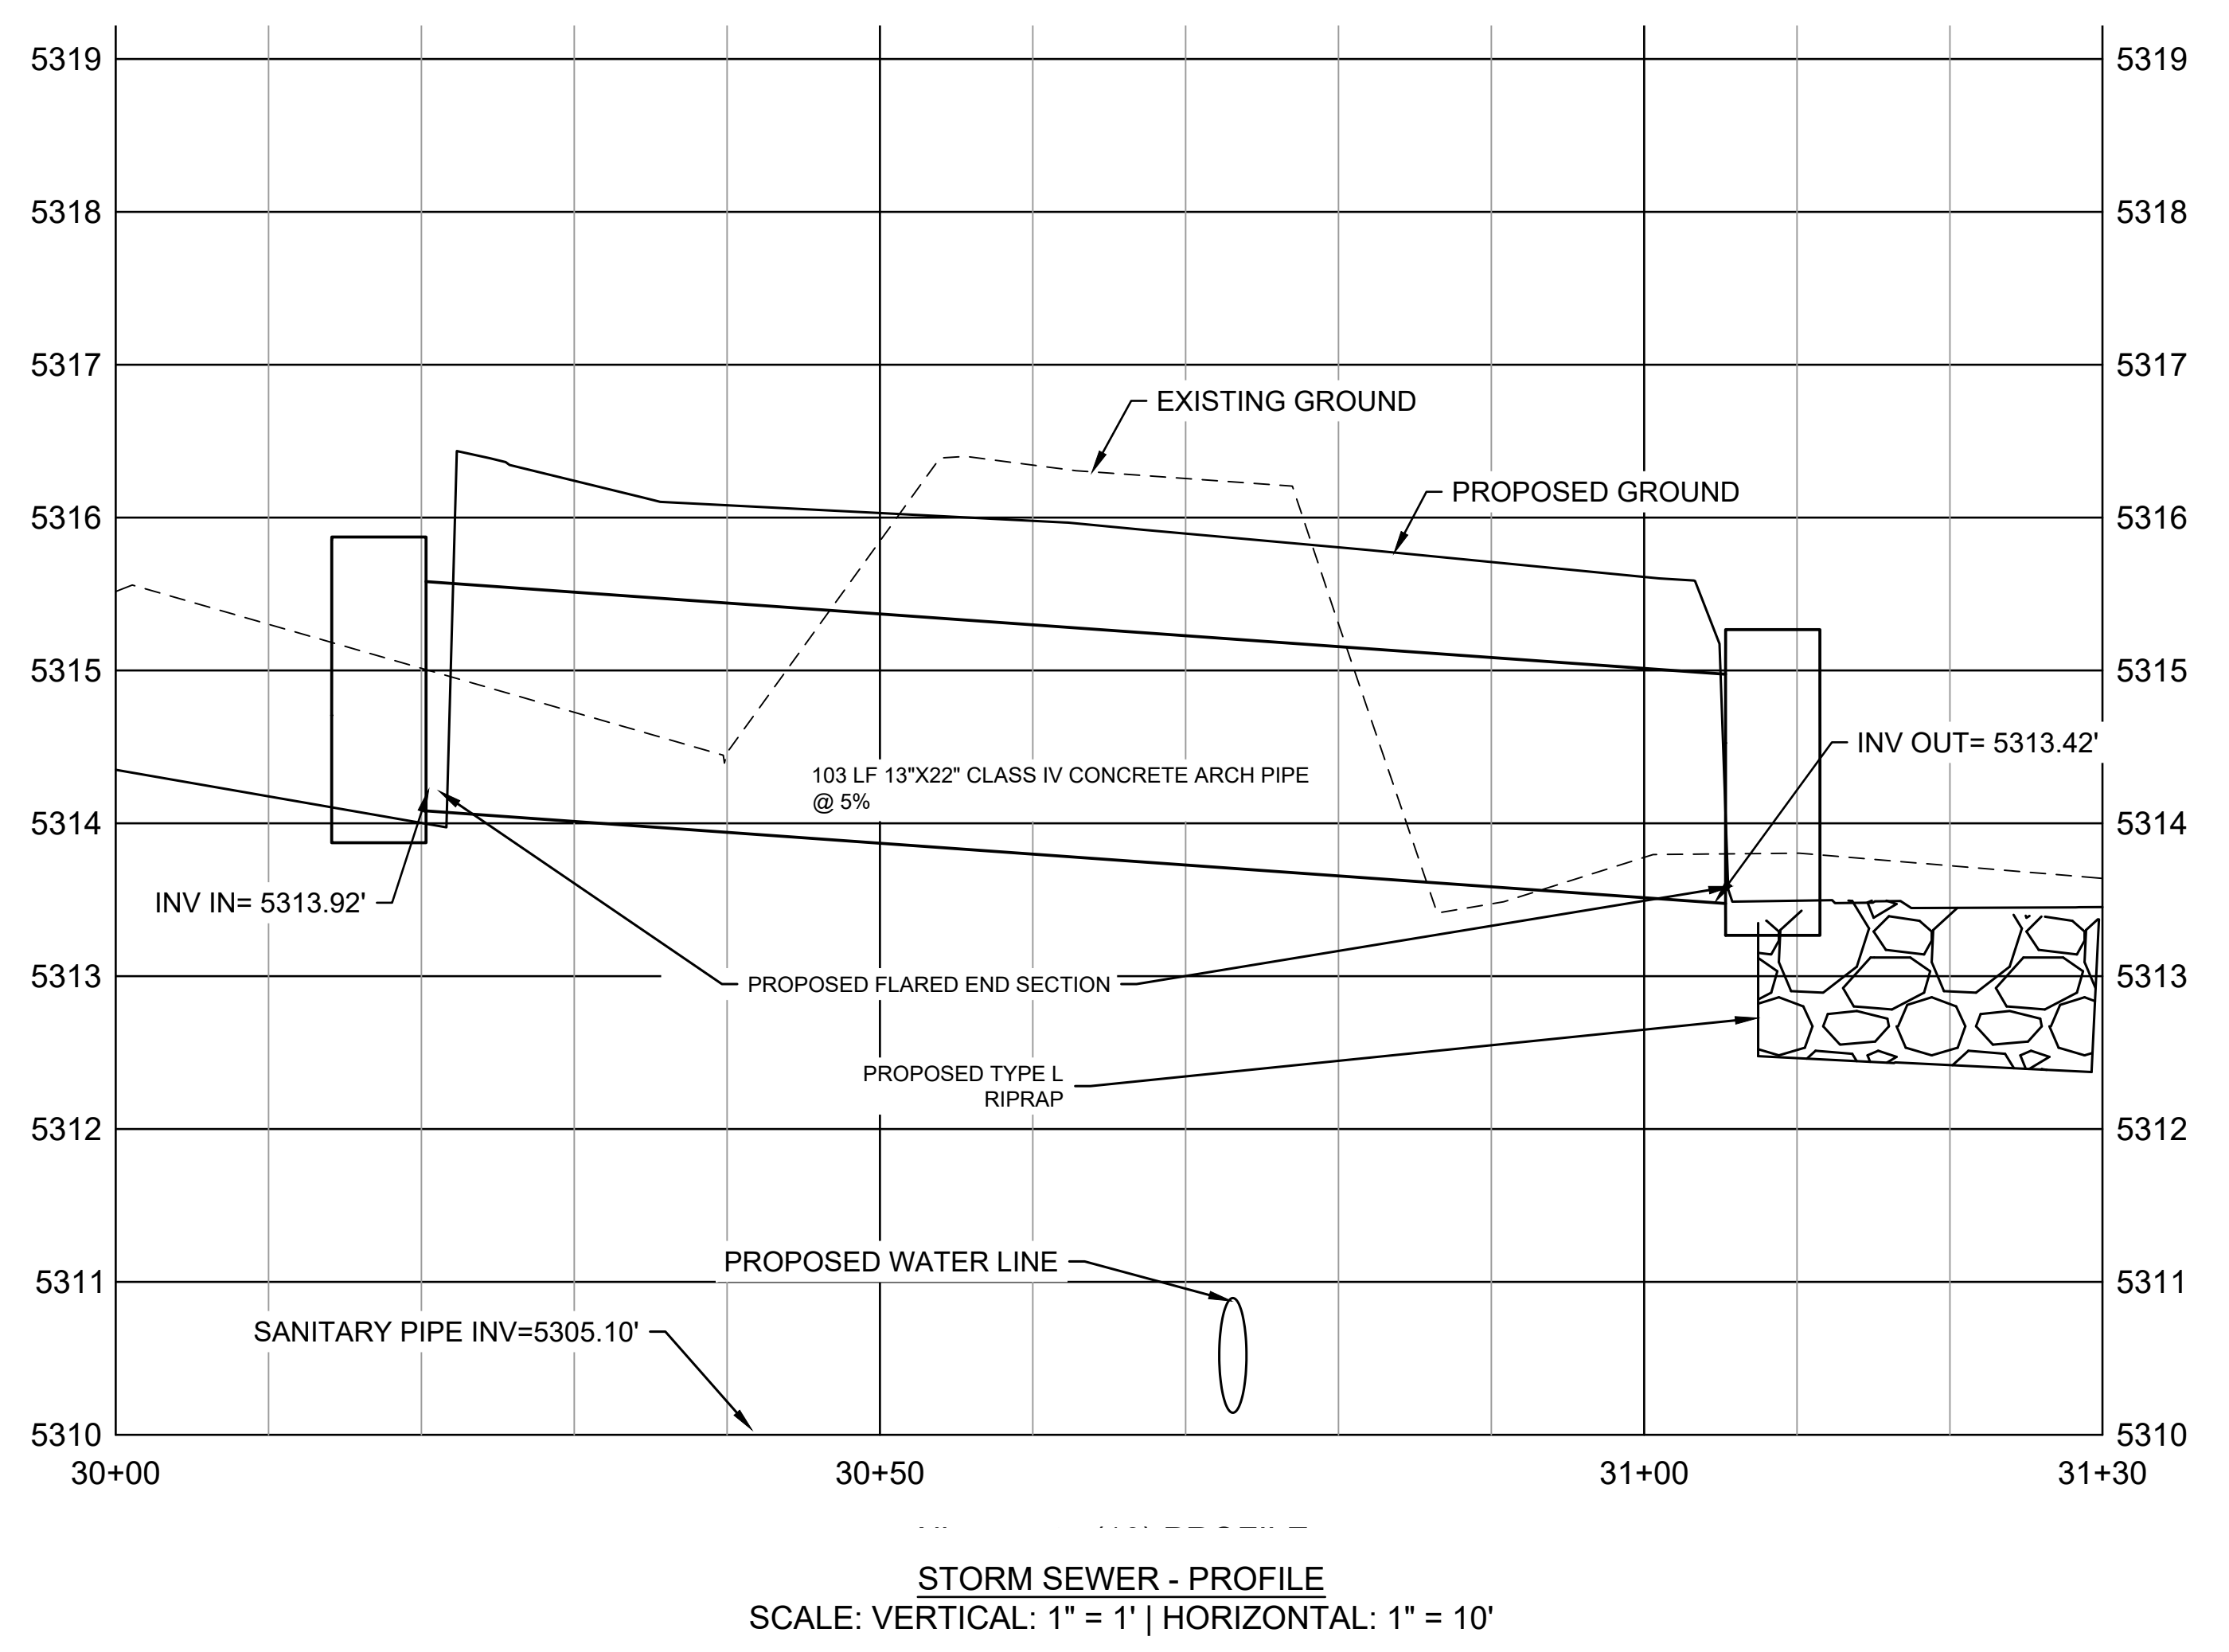 5319 5319
5318 5318
5317 5317
EXISTING GROUND
PROPOSED GROUND
5316 5316
5315 5315
INV OUT= 5313.42'
103 LF 13"X22" CLASS IV CONCRETE ARCH PIPE
@ 5%
5314 5314
INV IN= 5313.92'
5313 5313
PROPOSED FLARED END SECTION
PROPOSED TYPE L
RIPRAP
5312 5312
PROPOSED WATER LINE
5311 5311
SANITARY PIPE INV=5305.10'
5310 5310
30+00 30+50 31+00 31+30
PROFILE
STORM SEWER - PROFILE
SCALE: VERTICAL: 1" = 1' | HORIZONTAL: 1" = 10'